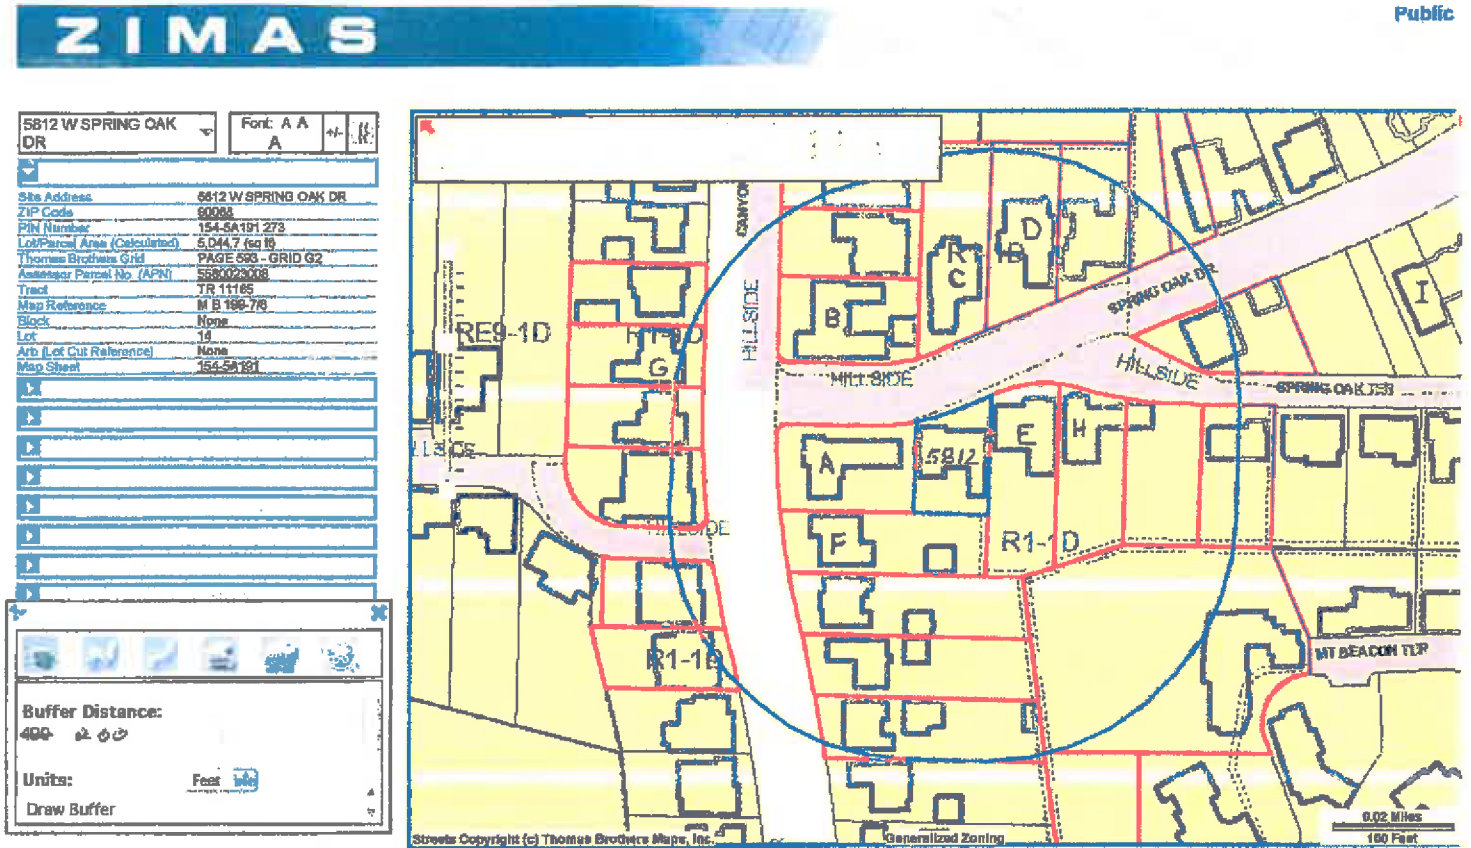 ZIMAS
Public
5812 W SPRING OAK
DR
Font: A A
A
+/-
Site Address 5612 W SPRING OAK DR
ZIP Code 90068
PIN Number 154-5A191 273
Lot/Parcel Area (Calculated) 5,044.7 (sq ft)
Thomas Brothers Grid PAGE 593 - GRID G2
Assessor Parcel No. (APN) 5580023008
Tract TR 11165
Map Reference M B 199-7/8
Block None
Lot 14
Arb (Lot Cut Reference) None
Map Sheet 154-5A191
Buffer Distance:
400
Units: Feet
Draw Buffer
CANYON
HILLSIDE
RE9-1D
G
B
C
D
I
SPRING OAK DR
HILLSIDE
HILLSIDE
SPRING OAK TER
A
5812
E
H
F
HILLSIDE
R1-1D
R1-1D
MT BEACON TER
Streets Copyright (c) Thomas Brothers Maps, Inc.
Generalized Zoning
0.02 Miles
100 Feet